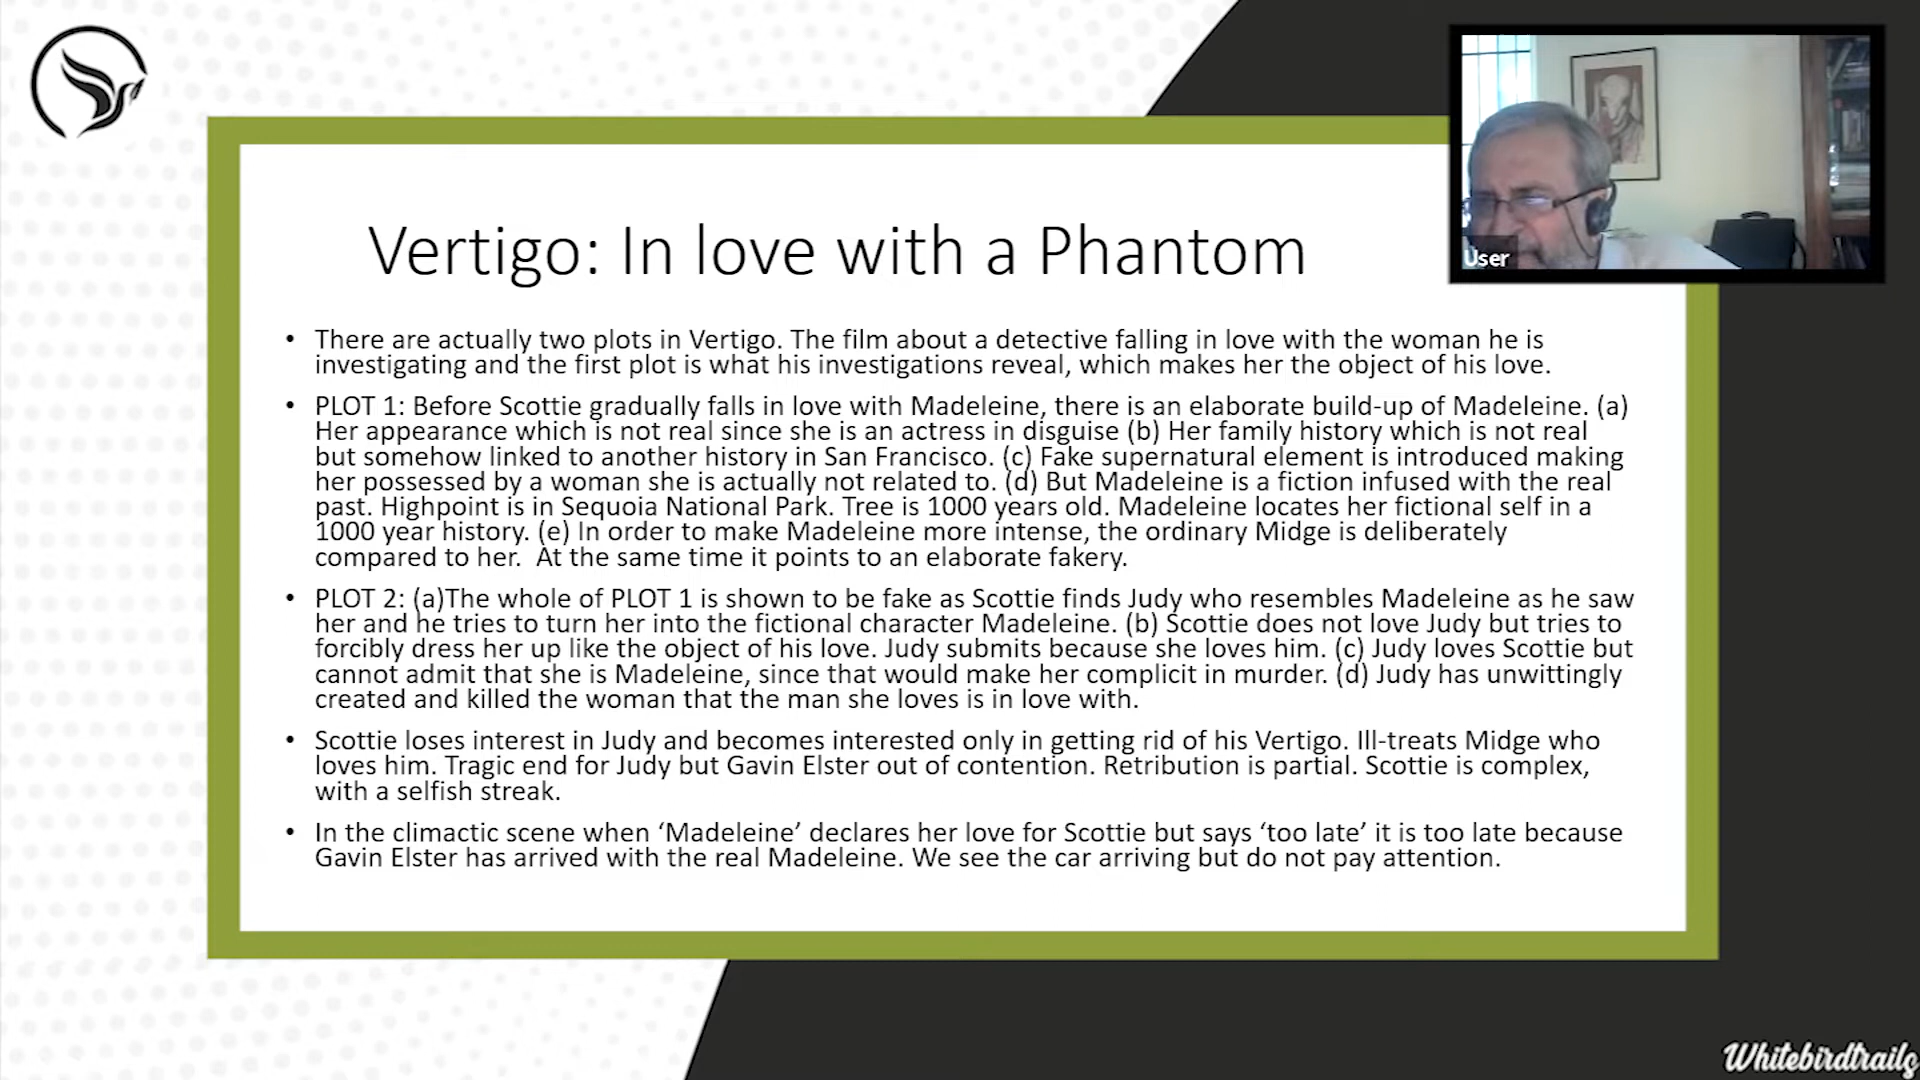 Vertigo: In love with a Phantom
• There are actually two plots in Vertigo. The film about a detective falling in love with the woman he is
investigating and the first plot is what his investigations reveal, which makes her the object of his love.
• PLOT 1: Before Scottie gradually falls in love with Madeleine, there is an elaborate build-up of Madeleine. (a)
Her appearance which is not real since she is an actress in disguise (b) Her family history which is not real
but somehow linked to another history in San Francisco. (c) Fake supernatural element is introduced making
her possessed by a woman she is actually not related to. (d) But Madeleine is a fiction infused with the real
past. Highpoint is in Sequoia National Park. Tree is 1000 years old. Madeleine locates her fictional self in a
1000 year history. (e) In order to make Madeleine more intense, the ordinary Midge is deliberately
compared to her.  At the same time it points to an elaborate fakery.
• PLOT 2: (a)The whole of PLOT 1 is shown to be fake as Scottie finds Judy who resembles Madeleine as he saw
her and he tries to turn her into the fictional character Madeleine. (b) Scottie does not love Judy but tries to
forcibly dress her up like the object of his love. Judy submits because she loves him. (c) Judy loves Scottie but
cannot admit that she is Madeleine, since that would make her complicit in murder. (d) Judy has unwittingly
created and killed the woman that the man she loves is in love with.
• Scottie loses interest in Judy and becomes interested only in getting rid of his Vertigo. Ill-treats Midge who
loves him. Tragic end for Judy but Gavin Elster out of contention. Retribution is partial. Scottie is complex,
with a selfish streak.
• In the climactic scene when ‘Madeleine’ declares her love for Scottie but says ‘too late’ it is too late because
Gavin Elster has arrived with the real Madeleine. We see the car arriving but do not pay attention.
User
Whitebirdtrails